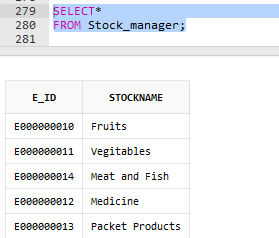 279 SELECT*
280 FROM Stock_manager;
281
E_ID STOCKNAME
E000000010 Fruits
E000000011 Vegitables
E000000014 Meat and Fish
E000000012 Medicine
E000000013 Packet Products